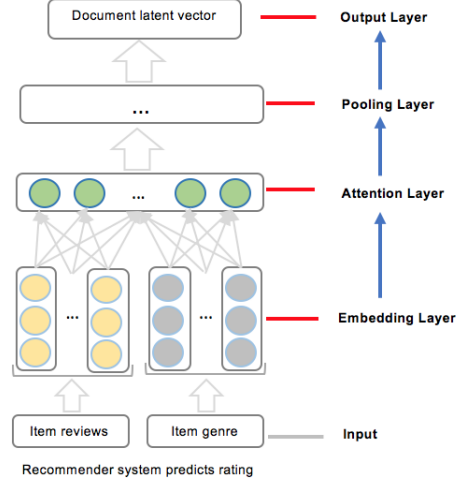 Document latent vector
Output Layer
...
Pooling Layer
...
Attention Layer
...
...
Embedding Layer
Item reviews
Item genre
Input
Recommender system predicts rating